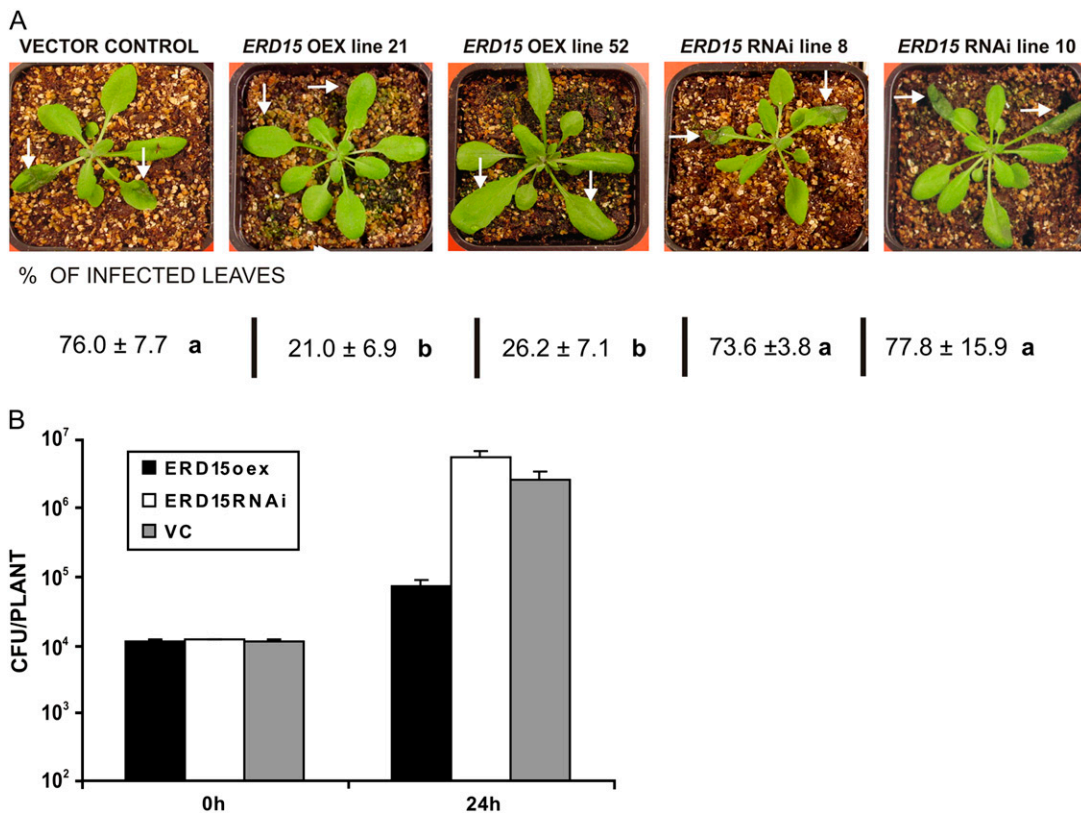 A
VECTOR CONTROL
ERD15 OEX line 21
ERD15 OEX line 52
ERD15 RNAi line 8
ERD15 RNAi line 10
% OF INFECTED LEAVES
76.0 ± 7.7 a
21.0 ± 6.9 b
26.2 ± 7.1 b
73.6 ±3.8 a
77.8 ± 15.9 a
B
CFU/PLANT
10⁷
10⁶
10⁵
10⁴
10³
10²
ERD15oex
ERD15RNAi
VC
0h
24h